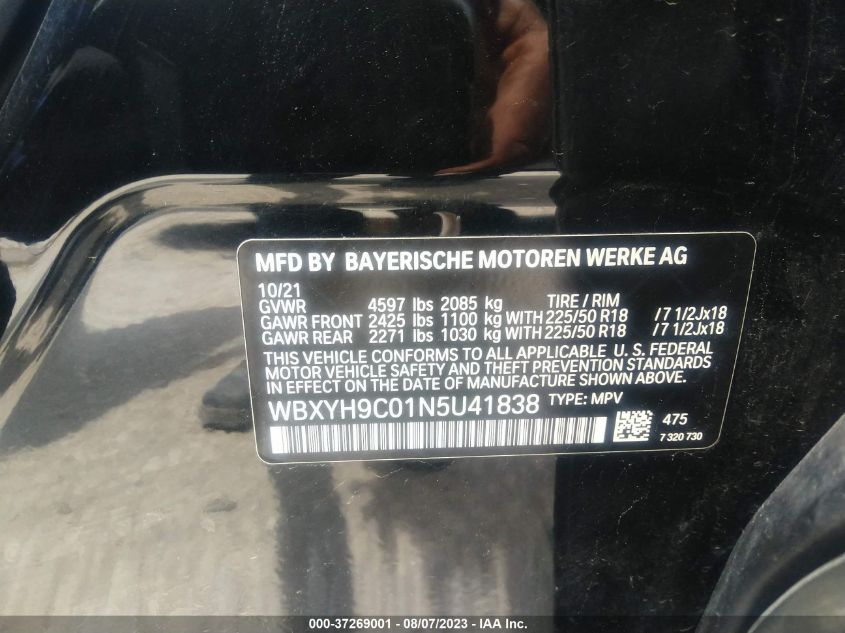 MFD BY BAYERISCHE MOTOREN WERKE AG
10/21
GVWR 4597 lbs 2085 kg TIRE / RIM
GAWR FRONT 2425 lbs 1100 kg WITH 225/50 R18 /7 1/2Jx18
GAWR REAR 2271 lbs 1030 kg WITH 225/50 R18 /7 1/2Jx18
THIS VEHICLE CONFORMS TO ALL APPLICABLE U. S. FEDERAL
MOTOR VEHICLE SAFETY AND THEFT PREVENTION STANDARDS
IN EFFECT ON THE DATE OF MANUFACTURE SHOWN ABOVE.
WBXYH9C01N5U41838 TYPE: MPV
475
7 320 730
000-37269001 - 08/07/2023 - IAA Inc.